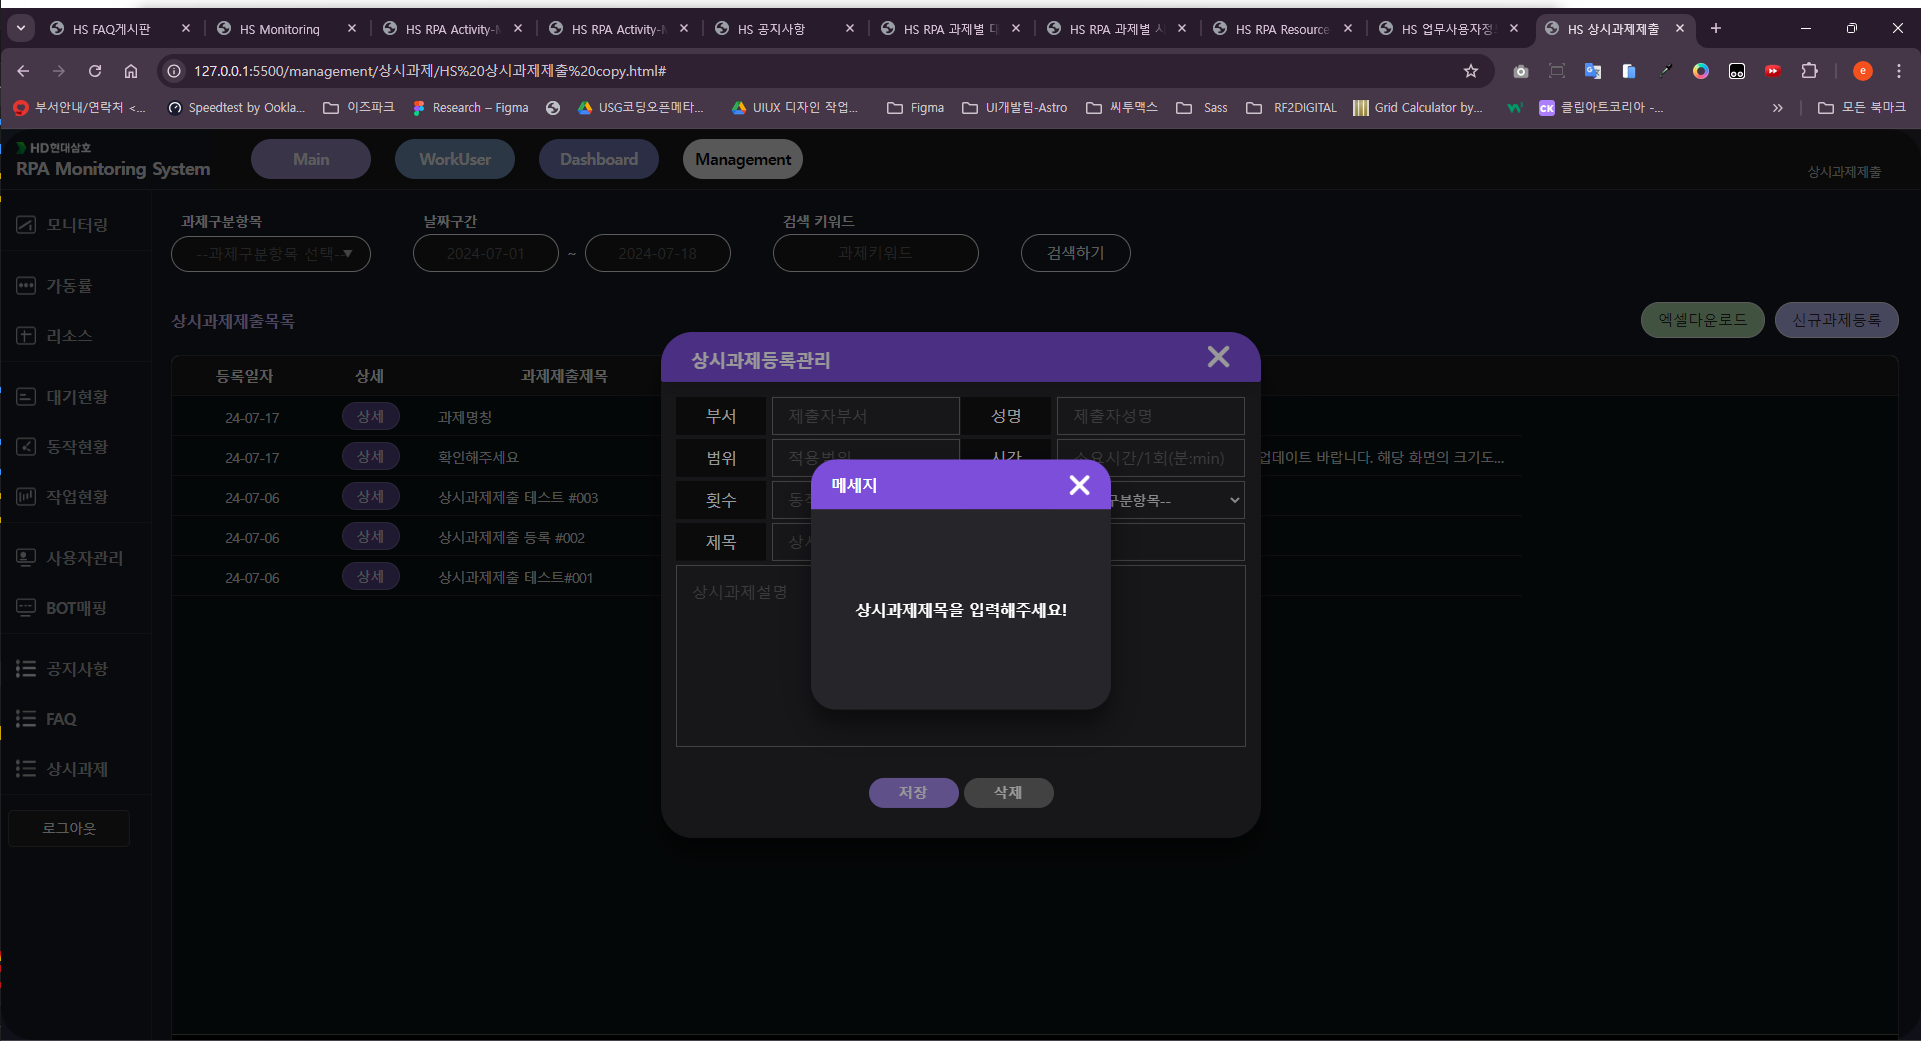 HS FAQ게시판
HS Monitoring
HS RPA Activity-
HS RPA Activity-
HS 공지사항
HS RPA 과제별 대
HS RPA 과제별 시
HS RPA Resource
HS 업무사용자정
HS 상시과제제출
127.0.0.1:5500/management/상시과제/HS%20상시과제제출%20copy.html#
e
부서안내/연락처 <...
Speedtest by Ookla...
이즈파크
Research – Figma
USG코딩오픈메타...
UIUX 디자인 작업...
Figma
UI개발팀-Astro
씨투맥스
Sass
RF2DIGITAL
Grid Calculator by...
CK
클립아트코리아 -...
모든 북마크
HD현대삼호
RPA Monitoring System
Main
WorkUser
Dashboard
Management
상시과제제출
모니터링
가동률
리소스
대기현황
동작현황
작업현황
사용자관리
BOT매핑
공지사항
FAQ
상시과제
로그아웃
과제구분항목
날짜구간
검색 키워드
--과제구분항목 선택--▼
2024-07-01
~
2024-07-18
과제키워드
검색하기
상시과제제출목록
엑셀다운로드
신규과제등록
등록일자
상세
과제제출제목
24-07-17
상세
과제명칭
24-07-17
상세
확인해주세요
업데이트 바랍니다. 해당 화면의 크기도...
24-07-06
상세
상시과제제출 테스트 #003
24-07-06
상세
상시과제제출 등록 #002
24-07-06
상세
상시과제제출 테스트#001
상시과제등록관리
부서
제출자부서
성명
제출자성명
범위
적용범위
시간
소요시간/1회(분:min)
횟수
동작
구분항목--
제목
상시
상시과제설명
저장
삭제
메세지
상시과제제목을 입력해주세요!